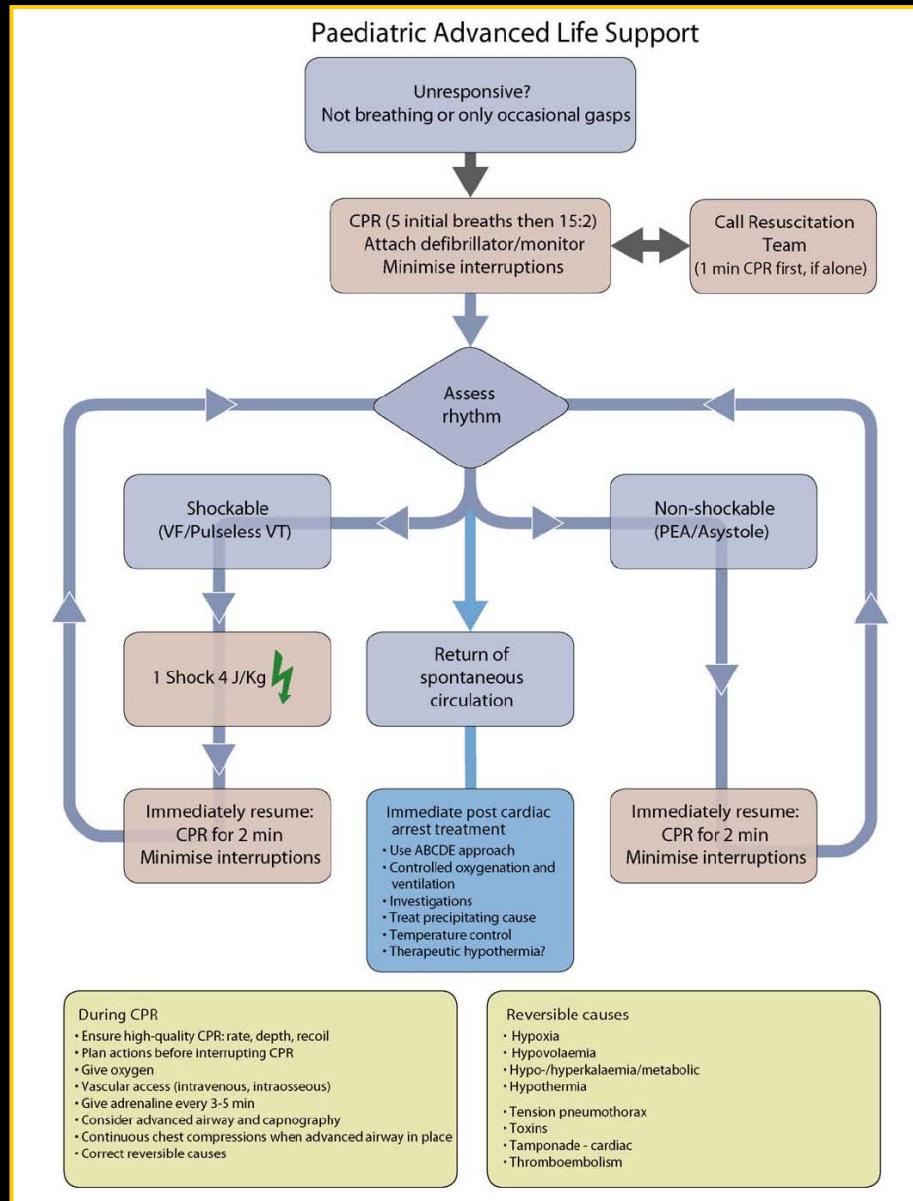 Paediatric Advanced Life Support
Unresponsive?
Not breathing or only occasional gasps
CPR (5 initial breaths then 15:2)
Attach defibrillator/monitor
Minimise interruptions
Call Resuscitation
Team
(1 min CPR first, if alone)
Assess
rhythm
Shockable
(VF/Pulseless VT)
Non-shockable
(PEA/Asystole)
1 Shock 4 J/Kg
Return of
spontaneous
circulation
Immediately resume:
CPR for 2 min
Minimise interruptions
Immediate post cardiac
arrest treatment
• Use ABCDE approach
• Controlled oxygenation and
ventilation
• Investigations
• Treat precipitating cause
• Temperature control
• Therapeutic hypothermia?
Immediately resume:
CPR for 2 min
Minimise interruptions
During CPR
• Ensure high-quality CPR: rate, depth, recoil
• Plan actions before interrupting CPR
• Give oxygen
• Vascular access (intravenous, intraosseous)
• Give adrenaline every 3-5 min
• Consider advanced airway and capnography
• Continuous chest compressions when advanced airway in place
• Correct reversible causes
Reversible causes
• Hypoxia
• Hypovolaemia
• Hypo-/hyperkalaemia/metabolic
• Hypothermia
• Tension pneumothorax
• Toxins
• Tamponade - cardiac
• Thromboembolism